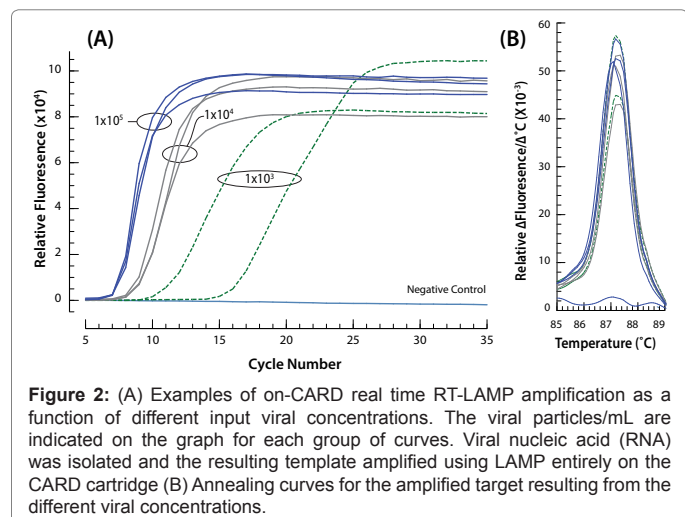 (A)
Relative Fluoresence (x10⁴)
10
8
6
4
2
0
1x10⁵
1x10⁴
1x10³
Negative Control
5
10
15
20
25
30
35
Cycle Number
(B)
Relative ΔFluoresence/Δ˚C (X10-³)
60
50
40
30
20
10
0
85
86
87
88
89
Temperature (˚C)
Figure 2: (A) Examples of on-CARD real time RT-LAMP amplification as a
function of different input viral concentrations. The viral particles/mL are
indicated on the graph for each group of curves. Viral nucleic acid (RNA)
was isolated and the resulting template amplified using LAMP entirely on the
CARD cartridge (B) Annealing curves for the amplified target resulting from the
different viral concentrations.